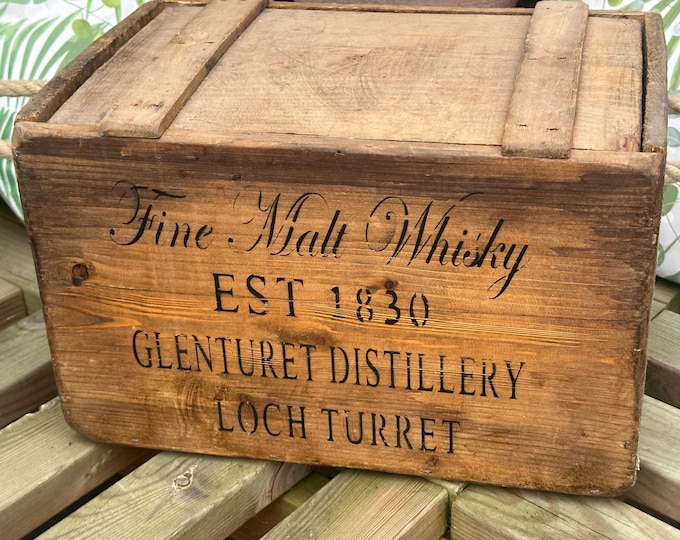 Fine Malt Whisky
EST 1830
GLENTURET DISTILLERY
LOCH TURRET